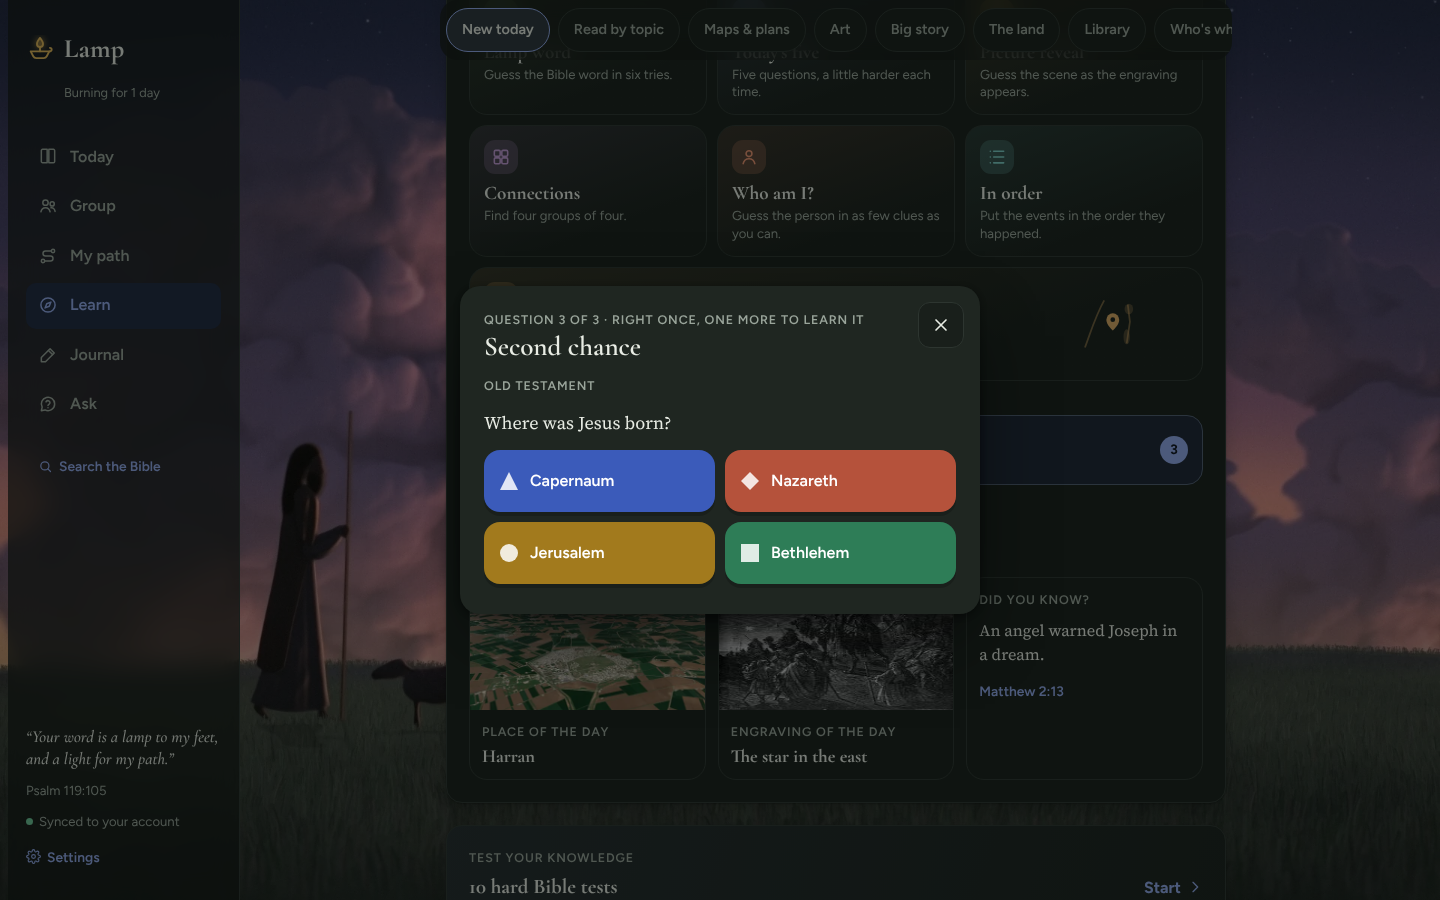 Lamp
Burning for 1 day
Today
Group
My path
Learn
Journal
Ask
Search the Bible
“Your word is a lamp to my feet,
and a light for my path.”
Psalm 119:105
Synced to your account
Settings
New today
Read by topic
Maps & plans
Art
Big story
The land
Library
Who's wh
Lamp word
Guess the Bible word in six tries.
Today's five
Five questions, a little harder each
time.
Picture reveal
Guess the scene as the engraving
appears.
Connections
Find four groups of four.
Who am I?
Guess the person in as few clues as
you can.
In order
Put the events in the order they
happened.
QUESTION 3 OF 3 · RIGHT ONCE, ONE MORE TO LEARN IT
Second chance
OLD TESTAMENT
Where was Jesus born?
Capernaum
Nazareth
Jerusalem
Bethlehem
3
PLACE OF THE DAY
Harran
ENGRAVING OF THE DAY
The star in the east
DID YOU KNOW?
An angel warned Joseph in
a dream.
Matthew 2:13
TEST YOUR KNOWLEDGE
10 hard Bible tests
Start